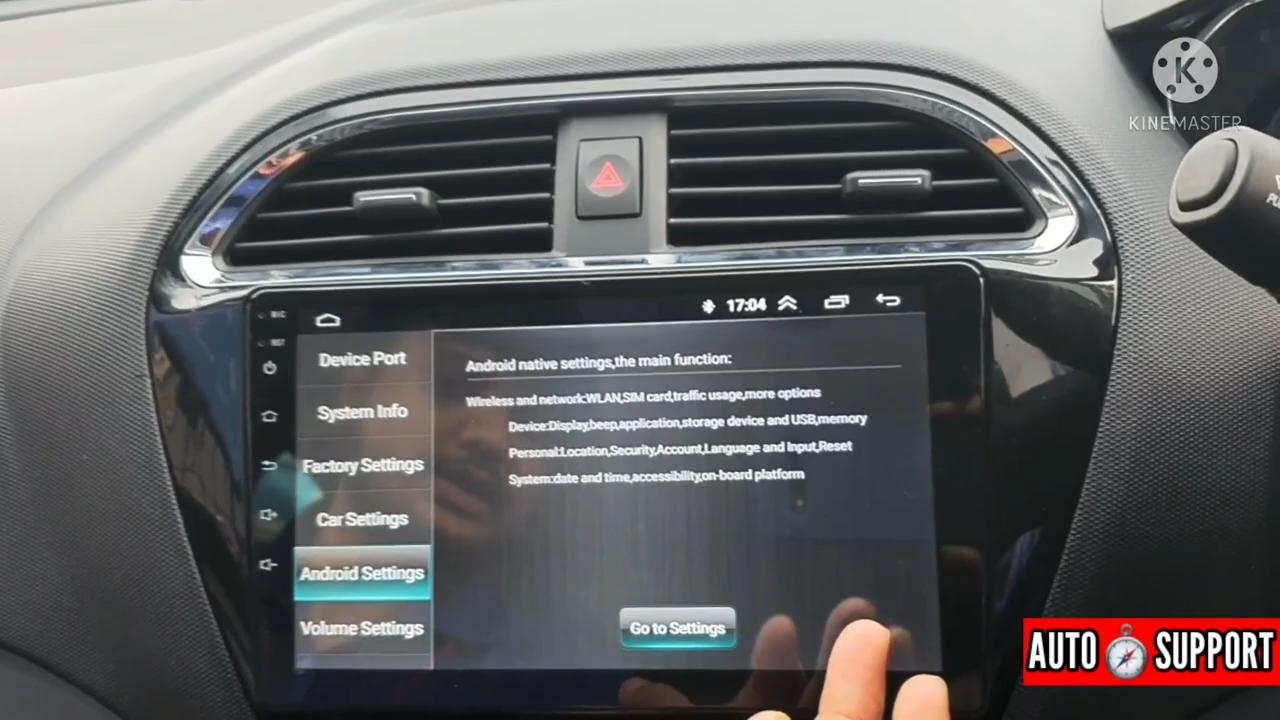 K
KINEMASTER
PU
MIC
RST
17:04
Device Port
System Info
Factory Settings
Car Settings
Android Settings
Volume Settings
Android native settings,the main function:
Wireless and network:WLAN,SIM card,traffic usage,more options
Device:Display,beep,application,storage device and USB,memory
Personal:Location,Security,Account,Language and Input,Reset
System:date and time,accessibility,on-board platform
Go to Settings
AUTO SUPPORT